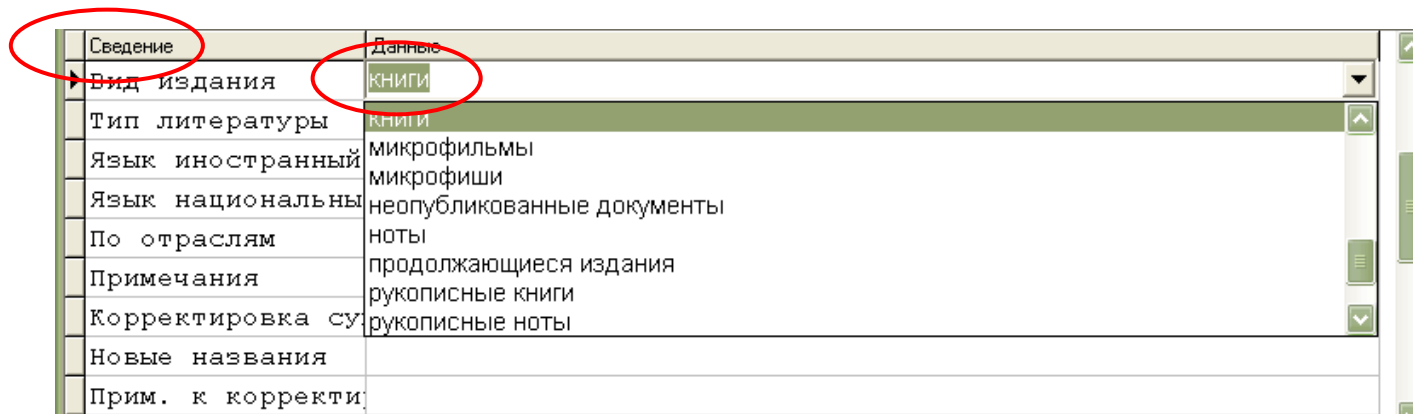 Сведение Данные
Вид издания книги
Тип литературы книги
Язык иностранный микрофильмы
микрофиши
Язык национальны неопубликованные документы
По отраслям ноты
Примечания продолжающиеся издания
рукописные книги
Корректировка су рукописные ноты
Новые названия
Прим. к корректи